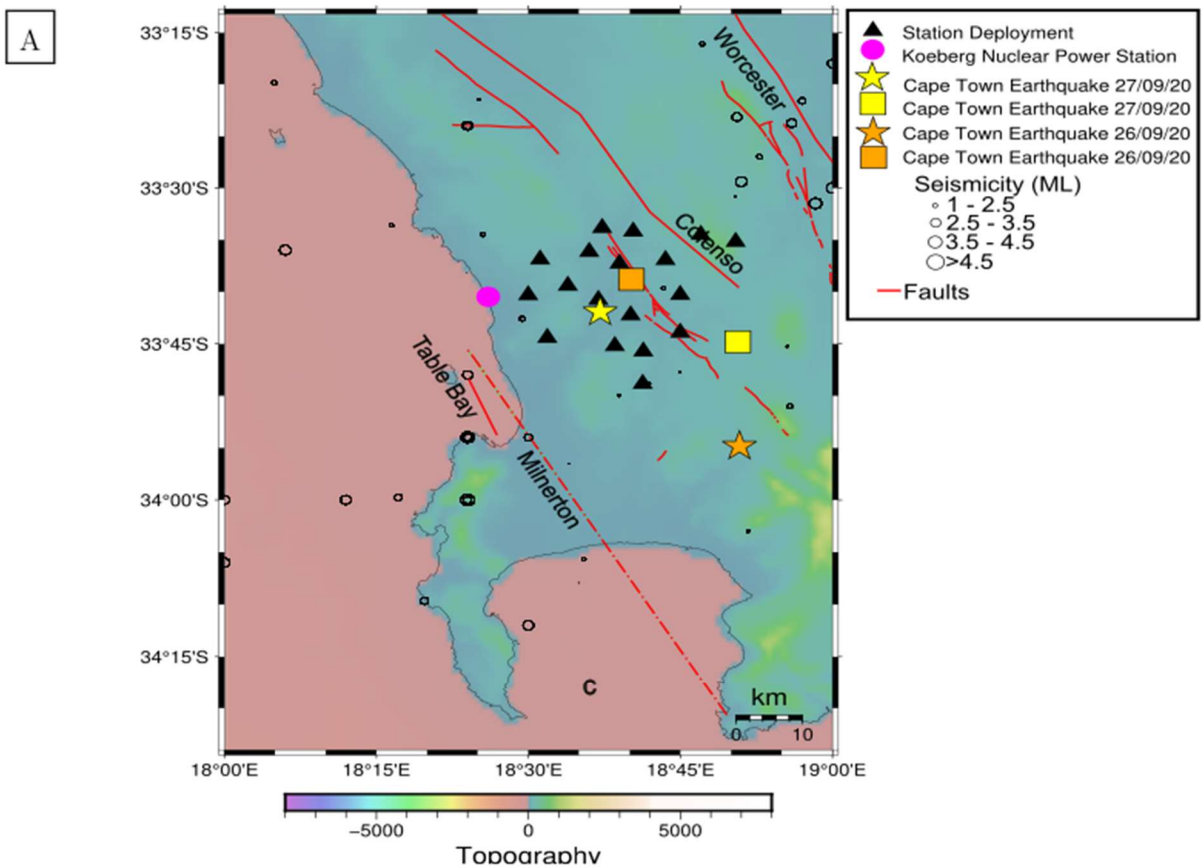 A
33°15'S
33°30'S
33°45'S
34°00'S
34°15'S
18°00'E 18°15'E 18°30'E 18°45'E 19°00'E
Worcester
Colenso
Table Bay
Milnerton
C
km
0 10
Station Deployment
Koeberg Nuclear Power Station
Cape Town Earthquake 27/09/20
Cape Town Earthquake 27/09/20
Cape Town Earthquake 26/09/20
Cape Town Earthquake 26/09/20
Seismicity (ML)
1 - 2.5
2.5 - 3.5
3.5 - 4.5
>4.5
Faults
−5000 0 5000
Topography